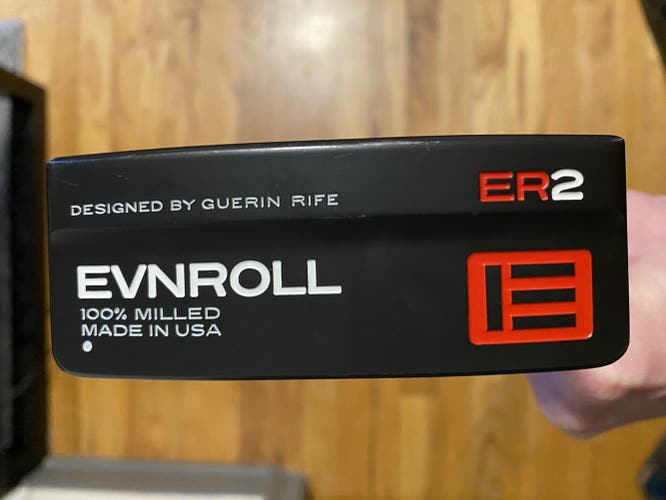 DESIGNED BY GUERIN RIFE
ER2
EVNROLL
100% MILLED
MADE IN USA